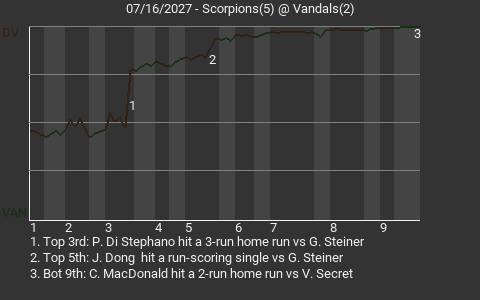 07/16/2027 - Scorpions(5) @ Vandals(2)
DV
3
2
1
VAN
1 2 3 4 5 6 7 8 9
1. Top 3rd: P. Di Stephano hit a 3-run home run vs G. Steiner
2. Top 5th: J. Dong hit a run-scoring single vs G. Steiner
3. Bot 9th: C. MacDonald hit a 2-run home run vs V. Secret